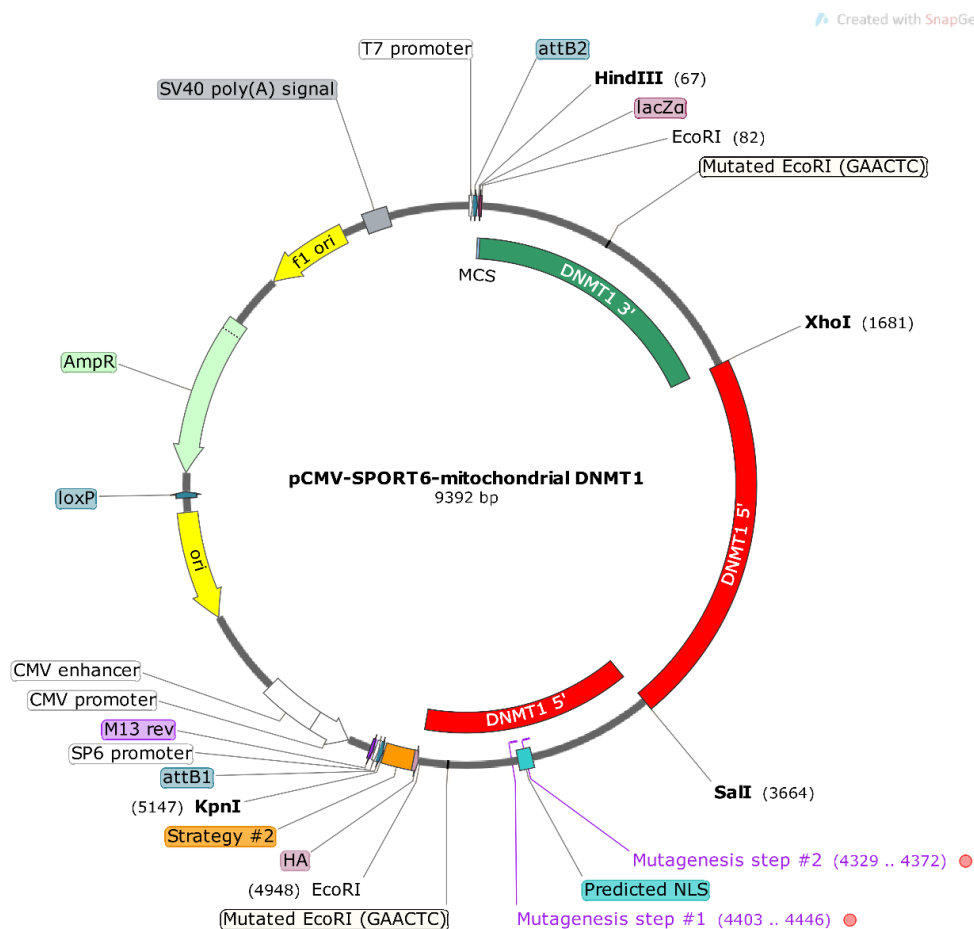 Created with SnapGe
T7 promoter
attB2
SV40 poly(A) signal
HindIII (67)
lacZα
EcoRI (82)
Mutated EcoRI (GAACTC)
f1 ori
MCS
DNMT1 3'
XhoI (1681)
AmpR
pCMV-SPORT6-mitochondrial DNMT1
9392 bp
loxP
DNMT1 5'
ori
CMV enhancer
CMV promoter
DNMT1 5'
M13 rev
SP6 promoter
attB1
(5147) KpnI
SalI (3664)
Strategy #2
HA
Mutagenesis step #2 (4329 .. 4372)
(4948) EcoRI
Predicted NLS
Mutated EcoRI (GAACTC)
Mutagenesis step #1 (4403 .. 4446)